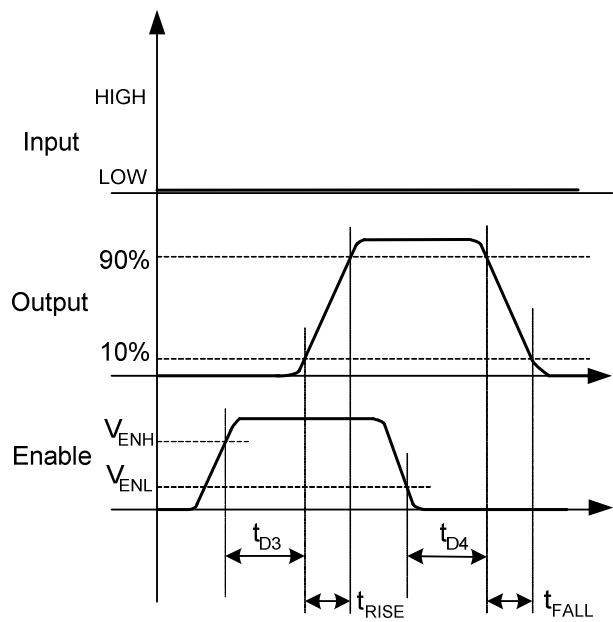 HIGH
Input
LOW
90%
Output
10%
VENH
Enable
VENL
tD3
tD4
tRISE
tFALL